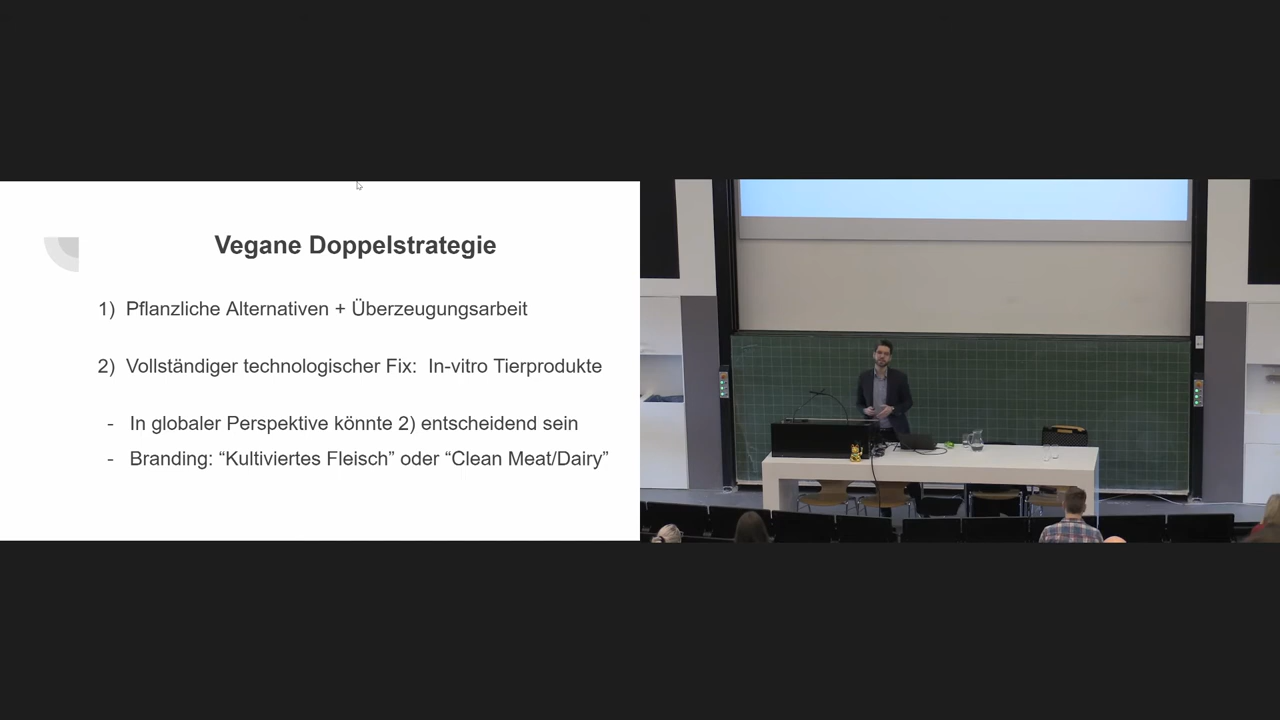 Vegane Doppelstrategie
1) Pflanzliche Alternativen + Überzeugungsarbeit
2) Vollständiger technologischer Fix: In-vitro Tierprodukte
- In globaler Perspektive könnte 2) entscheidend sein
- Branding: “Kultiviertes Fleisch” oder “Clean Meat/Dairy”